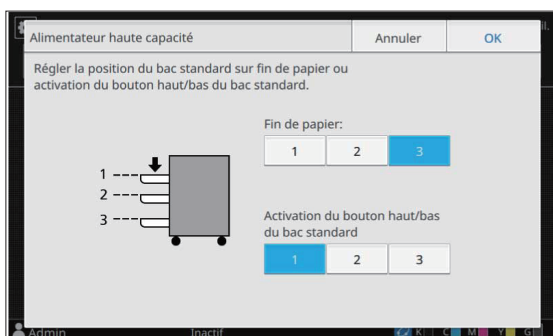 Alimentateur haute capacité
Annuler
OK
Régler la position du bac standard sur fin de papier ou
activation du bouton haut/bas du bac standard.
Fin de papier:
1 2 3
1
2
3
Activation du bouton haut/bas
du bac standard
1 2 3
Admin Inactif K C M Y G